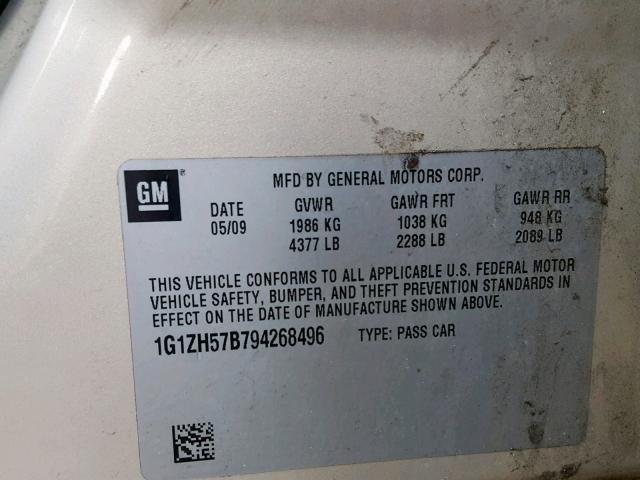 GM ®
MFD BY GENERAL MOTORS CORP.
DATE GVWR GAWR FRT GAWR RR
05/09 1986 KG 1038 KG 948 KG
4377 LB 2288 LB 2089 LB
THIS VEHICLE CONFORMS TO ALL APPLICABLE U.S. FEDERAL MOTOR
VEHICLE SAFETY, BUMPER, AND THEFT PREVENTION STANDARDS IN
EFFECT ON THE DATE OF MANUFACTURE SHOWN ABOVE.
1G1ZH57B794268496 TYPE: PASS CAR